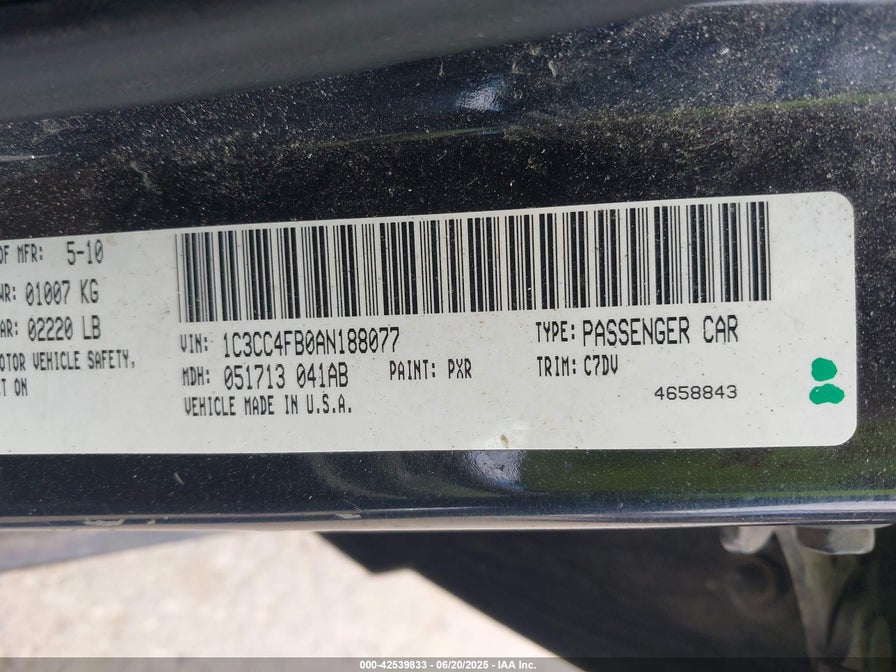 OF MFR: 5-10
WR: 01007 KG
AR: 02220 LB
OTOR VEHICLE SAFETY,
CT ON
VIN: 1C3CC4FB0AN188077
TYPE: PASSENGER CAR
MDH: 051713 041AB
PAINT: PXR
TRIM: C7DV
VEHICLE MADE IN U.S.A.
4658843
000-42539833 - 06/20/2025 - IAA Inc.